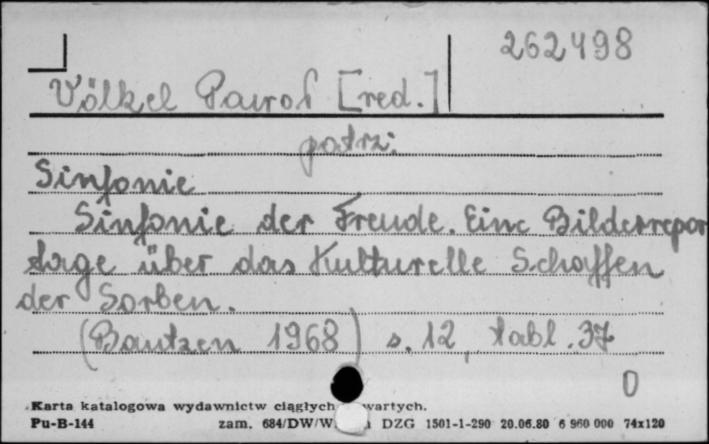 262498
Völkel Pawoł [red.]
patrz:
Sinfonie
Sinfonie der Freude. Eine Bilderrepor
tage über das Kulturelle Schaffen
der Sorben.
(Bautzen 1968) s. 12, tabl. 37
0
Karta katalogowa wydawnictw ciągłych wartych.
Pu-B-144 zam. 684/DW/W DZG 1501-1-290 20.06.80 6 960 000 74x120